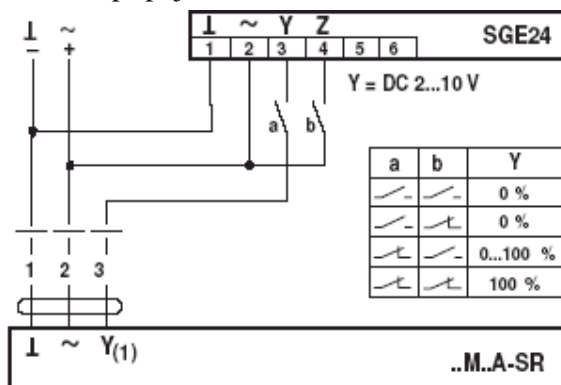 ⊥ ~ ⊥ ~ Y Z SGE24
− + 1 2 3 4 5 6
Y = DC 2...10 V
a b
a b Y
0 %
0 %
0...100 %
100 %
1 2 3
⊥ ~ Y(1) ..M..A-SR